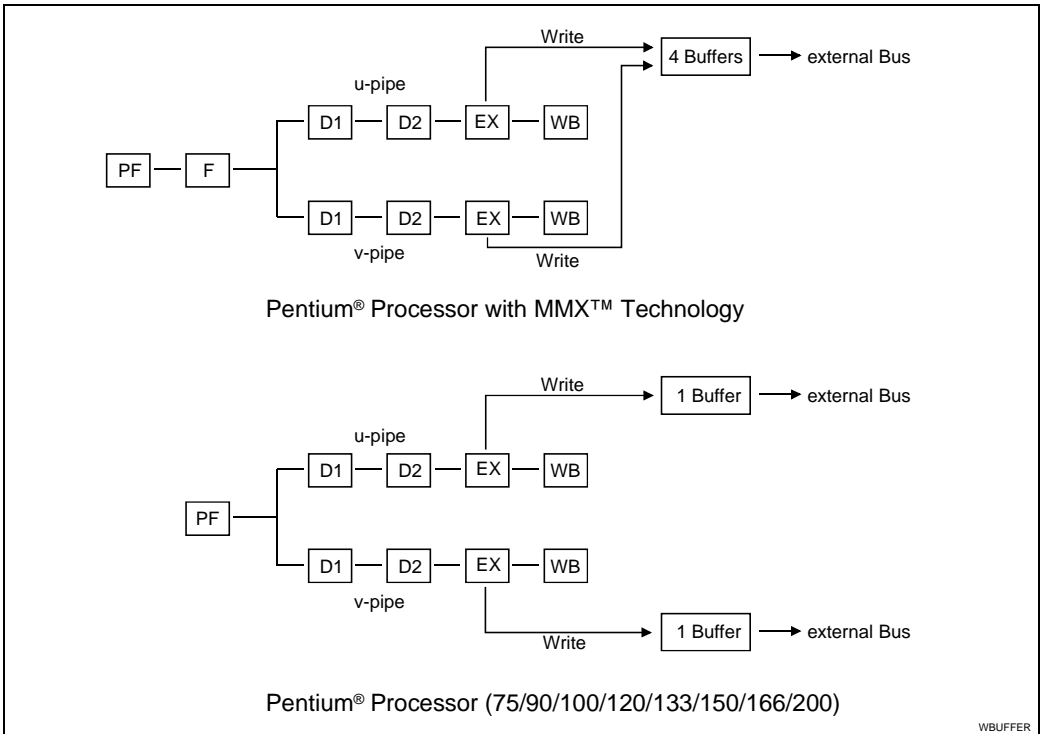 Write
4 Buffers
external Bus
u-pipe
D1 D2 EX WB
PF F
D1 D2 EX WB
v-pipe
Write
Pentium® Processor with MMX™ Technology
Write
1 Buffer
external Bus
u-pipe
D1 D2 EX WB
PF
D1 D2 EX WB
v-pipe
Write
1 Buffer
external Bus
Pentium® Processor (75/90/100/120/133/150/166/200)
WBUFFER